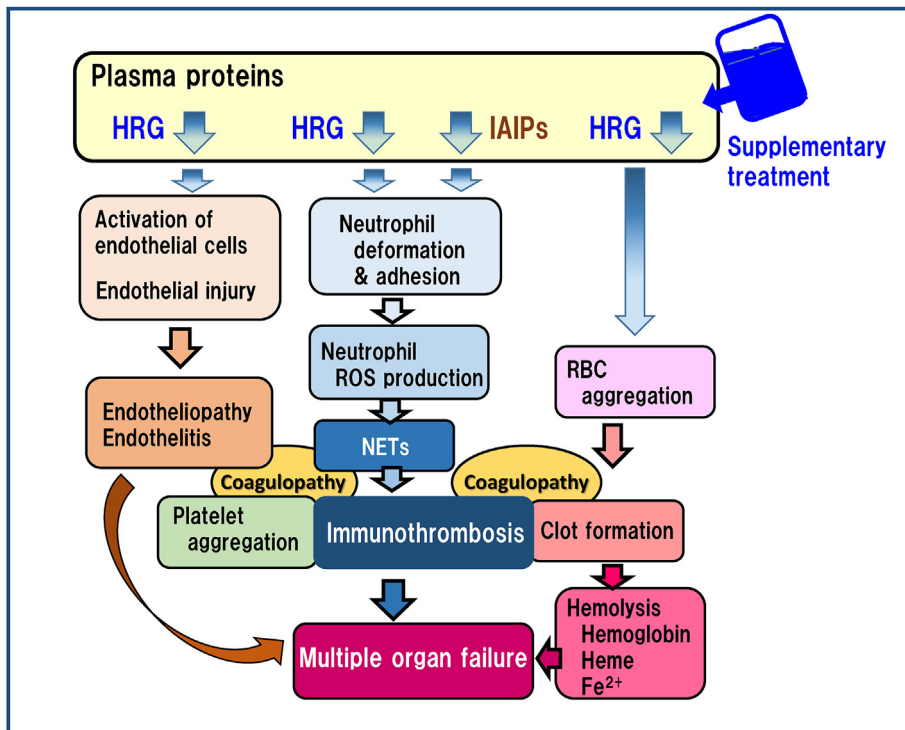 Plasma proteins
HRG
HRG
IAIPs
HRG
Supplementary
treatment
Activation of
endothelial cells
Endothelial injury
Neutrophil
deformation
& adhesion
Neutrophil
ROS production
RBC
aggregation
Endotheliopathy
Endothelitis
NETs
Coagulopathy
Coagulopathy
Platelet
aggregation
Immunothrombosis
Clot formation
Multiple organ failure
Hemolysis
Hemoglobin
Heme
Fe²⁺